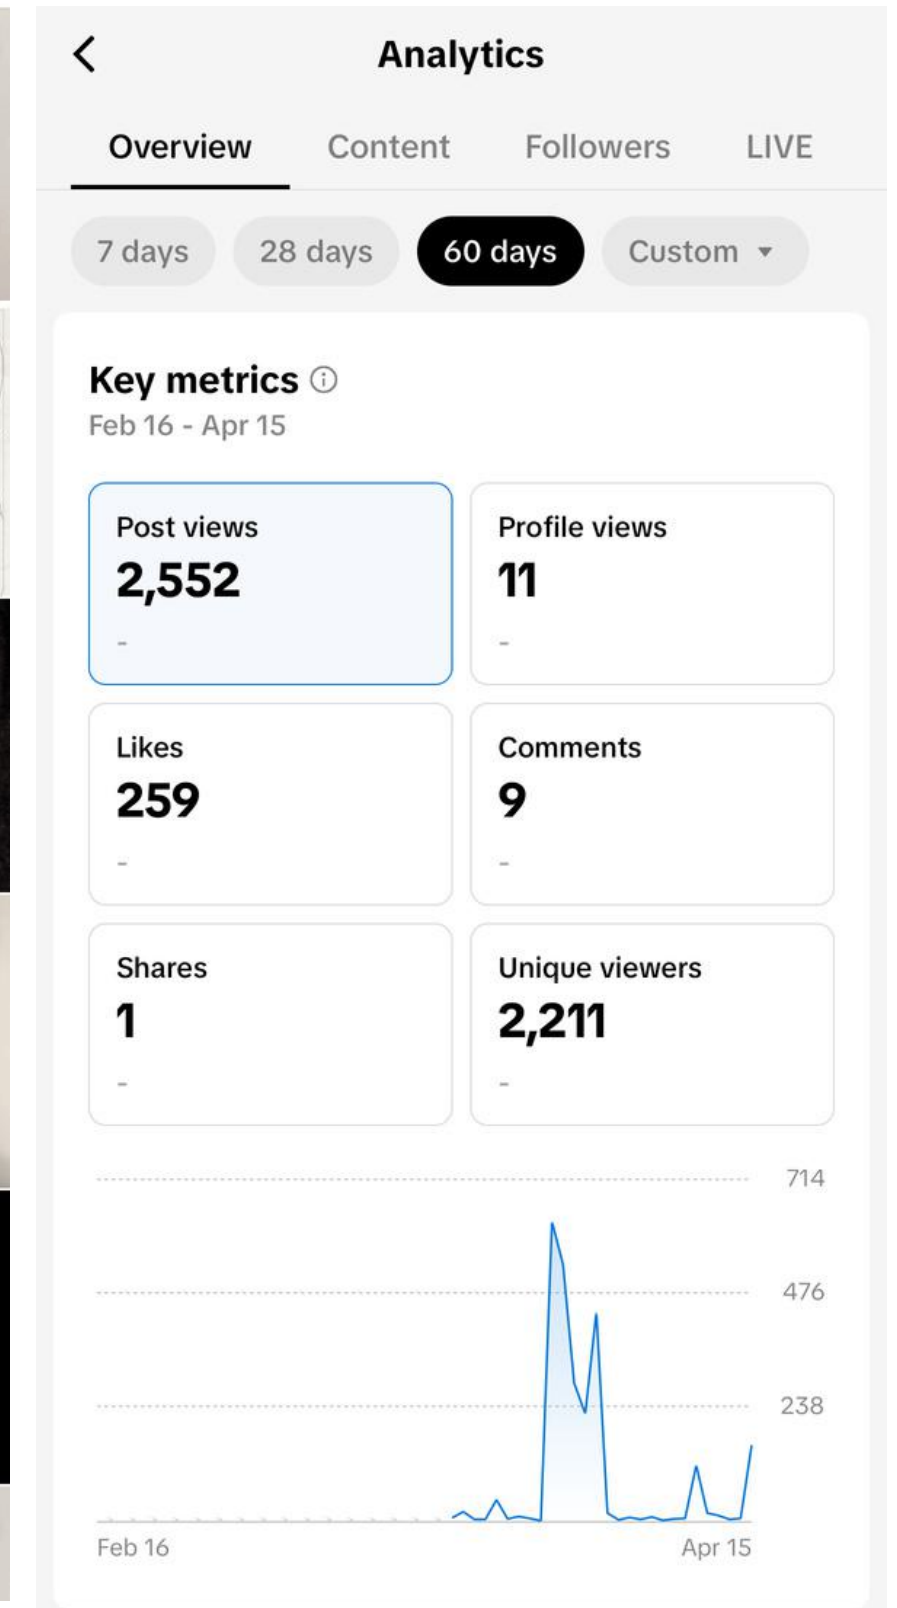 Analytics
Overview Content Followers LIVE
7 days 28 days 60 days Custom
Key metrics
Feb 16 - Apr 15
Post views Profile views
2,552 11
- -
Likes Comments
259 9
- -
Shares Unique viewers
1 2,211
- -
714
476
238
Feb 16 Apr 15